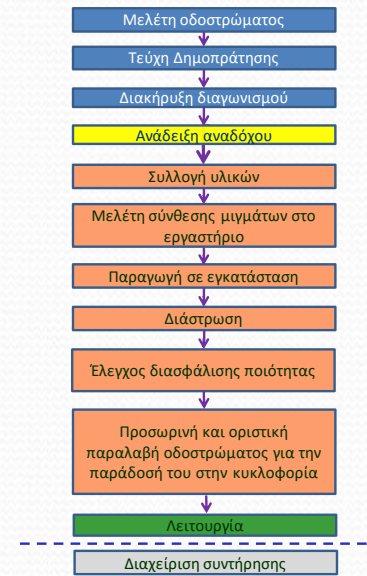 Μελέτη οδοστρώματος
Τεύχη Δημοπράτησης
Διακήρυξη διαγωνισμού
Ανάδειξη αναδόχου
Συλλογή υλικών
Μελέτη σύνθεσης μιγμάτων στο
εργαστήριο
Παραγωγή σε εγκατάσταση
Διάστρωση
Έλεγχος διασφάλισης ποιότητας
Προσωρινή και οριστική
παραλαβή οδοστρώματος για την
παράδοσή του στην κυκλοφορία
Λειτουργία
Διαχείριση συντήρησης